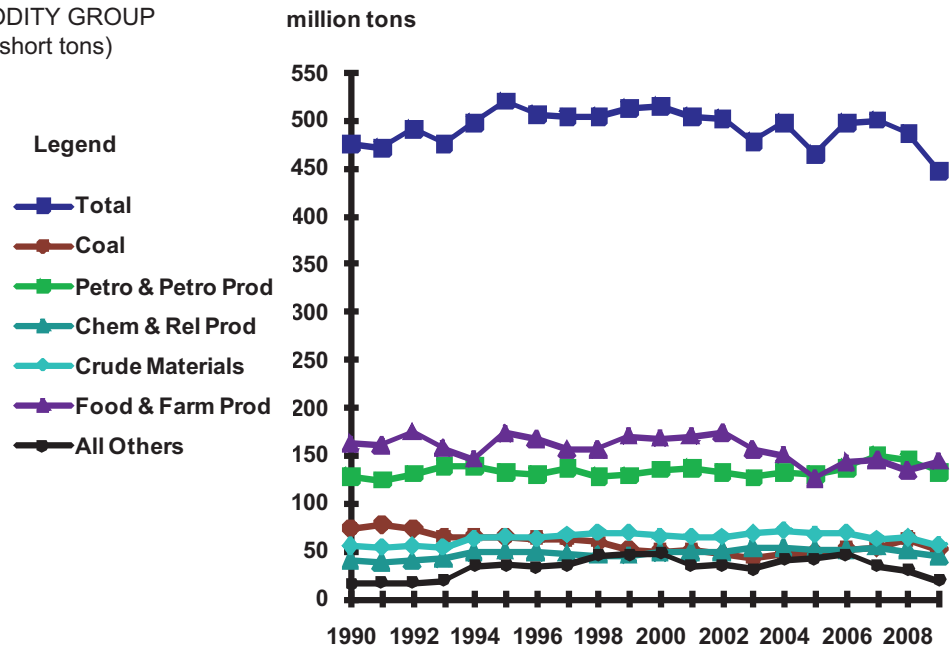 ODITY GROUP
short tons)
million tons
Legend
Total
Coal
Petro & Petro Prod
Chem & Rel Prod
Crude Materials
Food & Farm Prod
All Others
550
500
450
400
350
300
250
200
150
100
50
0
1990 1992 1994 1996 1998 2000 2002 2004 2006 2008